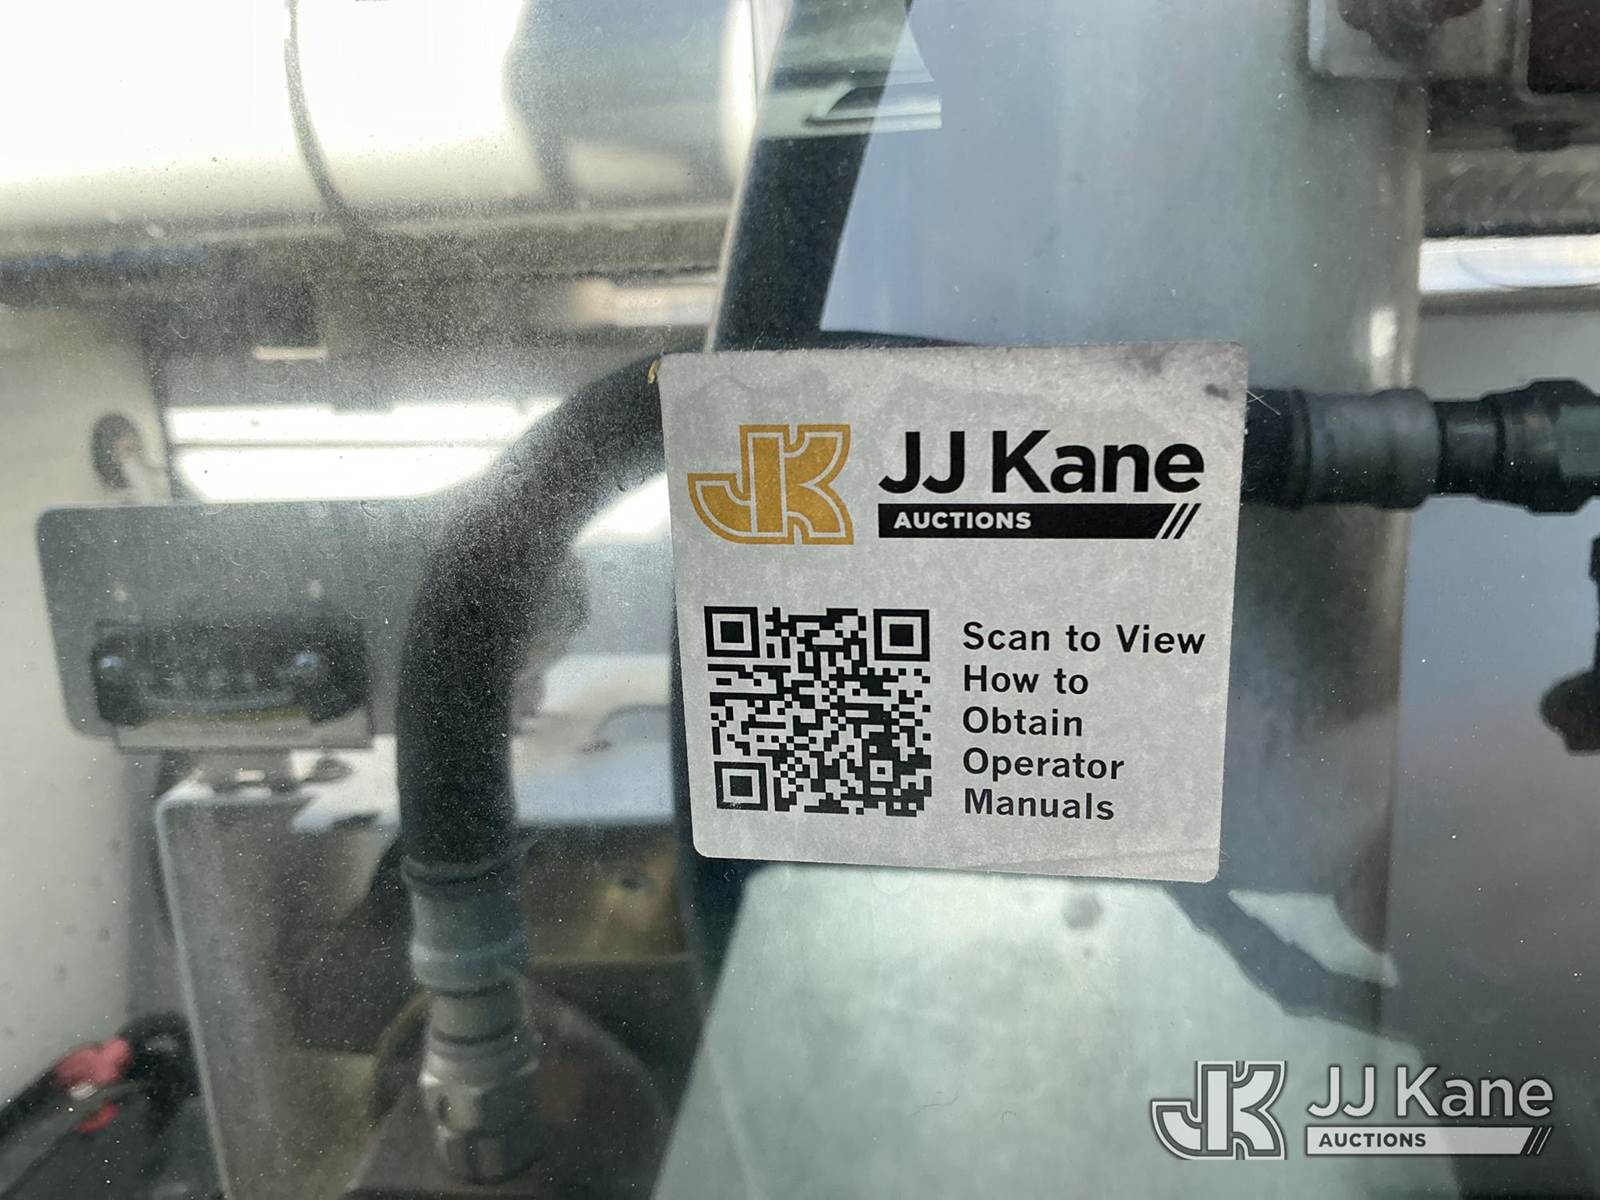 JK JJ Kane
AUCTIONS
Scan to View
How to
Obtain
Operator
Manuals
JK JJ Kane
AUCTIONS